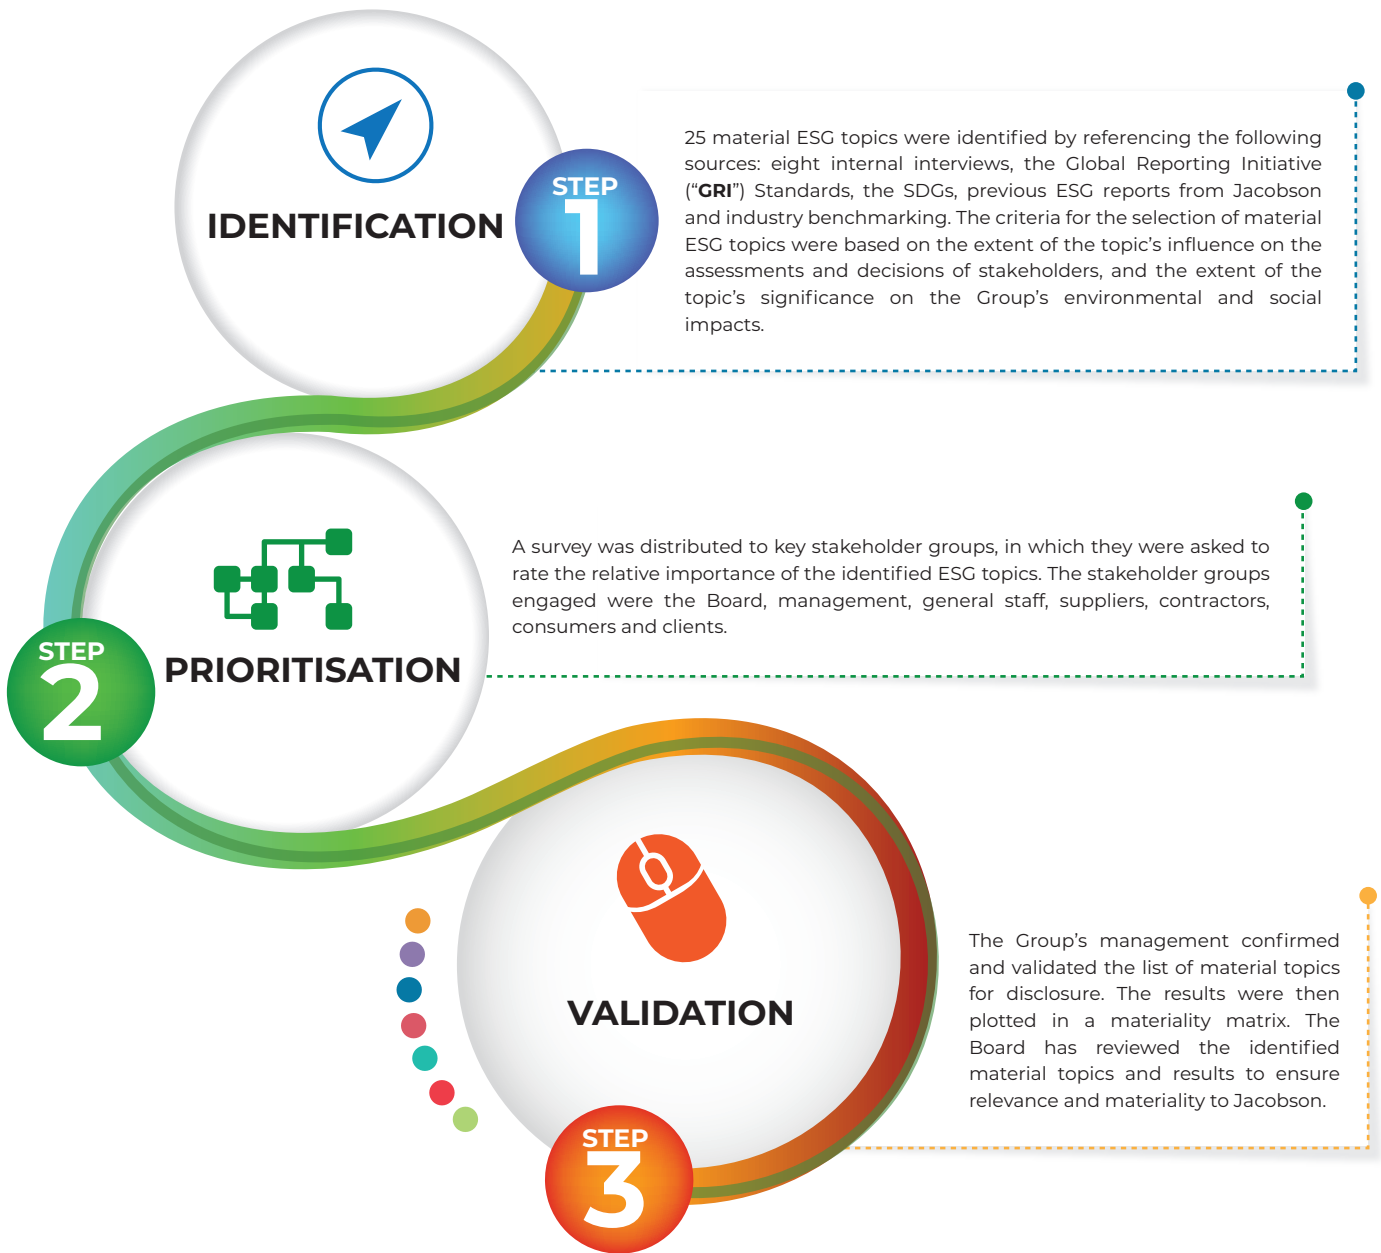 IDENTIFICATION
STEP
1
25 material ESG topics were identified by referencing the following
sources: eight internal interviews, the Global Reporting Initiative
(“GRI”) Standards, the SDGs, previous ESG reports from Jacobson
and industry benchmarking. The criteria for the selection of material
ESG topics were based on the extent of the topic’s influence on the
assessments and decisions of stakeholders, and the extent of the
topic’s significance on the Group’s environmental and social
impacts.
STEP
2
PRIORITISATION
A survey was distributed to key stakeholder groups, in which they were asked to
rate the relative importance of the identified ESG topics. The stakeholder groups
engaged were the Board, management, general staff, suppliers, contractors,
consumers and clients.
VALIDATION
STEP
3
The Group’s management confirmed
and validated the list of material topics
for disclosure. The results were then
plotted in a materiality matrix. The
Board has reviewed the identified
material topics and results to ensure
relevance and materiality to Jacobson.